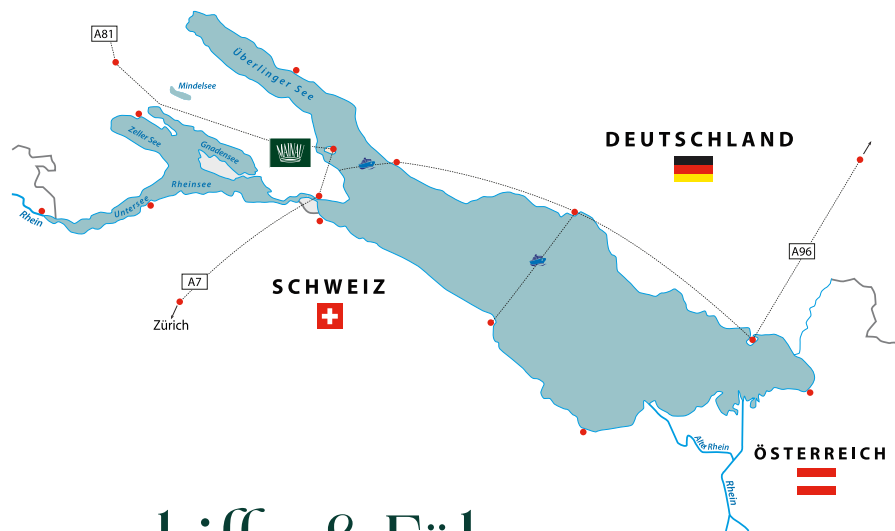 A81
Überlinger See
Mindelsee
Zeller See
Gnadensee
MAINAU
DEUTSCHLAND
Rheinsee
Untersee
Rhein
A96
A7
SCHWEIZ
Zürich
Alter Rhein
ÖSTERREICH
Rhein